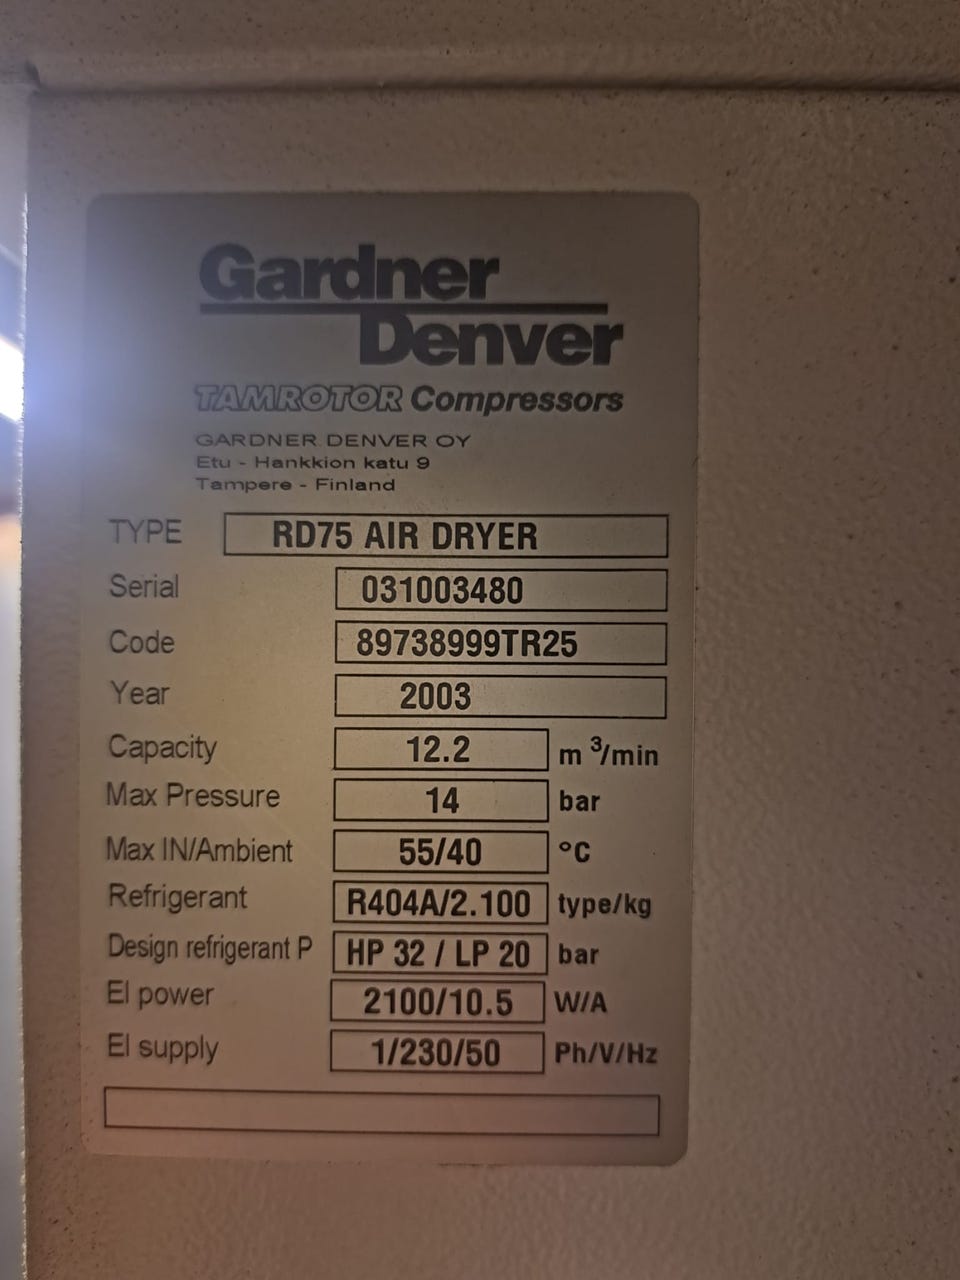 Gardner
Denver
TAMROTOR Compressors
GARDNER DENVER OY
Etu - Hankkion katu 9
Tampere - Finland
TYPE RD75 AIR DRYER
Serial 031003480
Code 89738999TR25
Year 2003
Capacity 12.2 m³/min
Max Pressure 14 bar
Max IN/Ambient 55/40 °C
Refrigerant R404A/2.100 type/kg
Design refrigerant P HP 32 / LP 20 bar
El power 2100/10.5 W/A
El supply 1/230/50 Ph/V/Hz